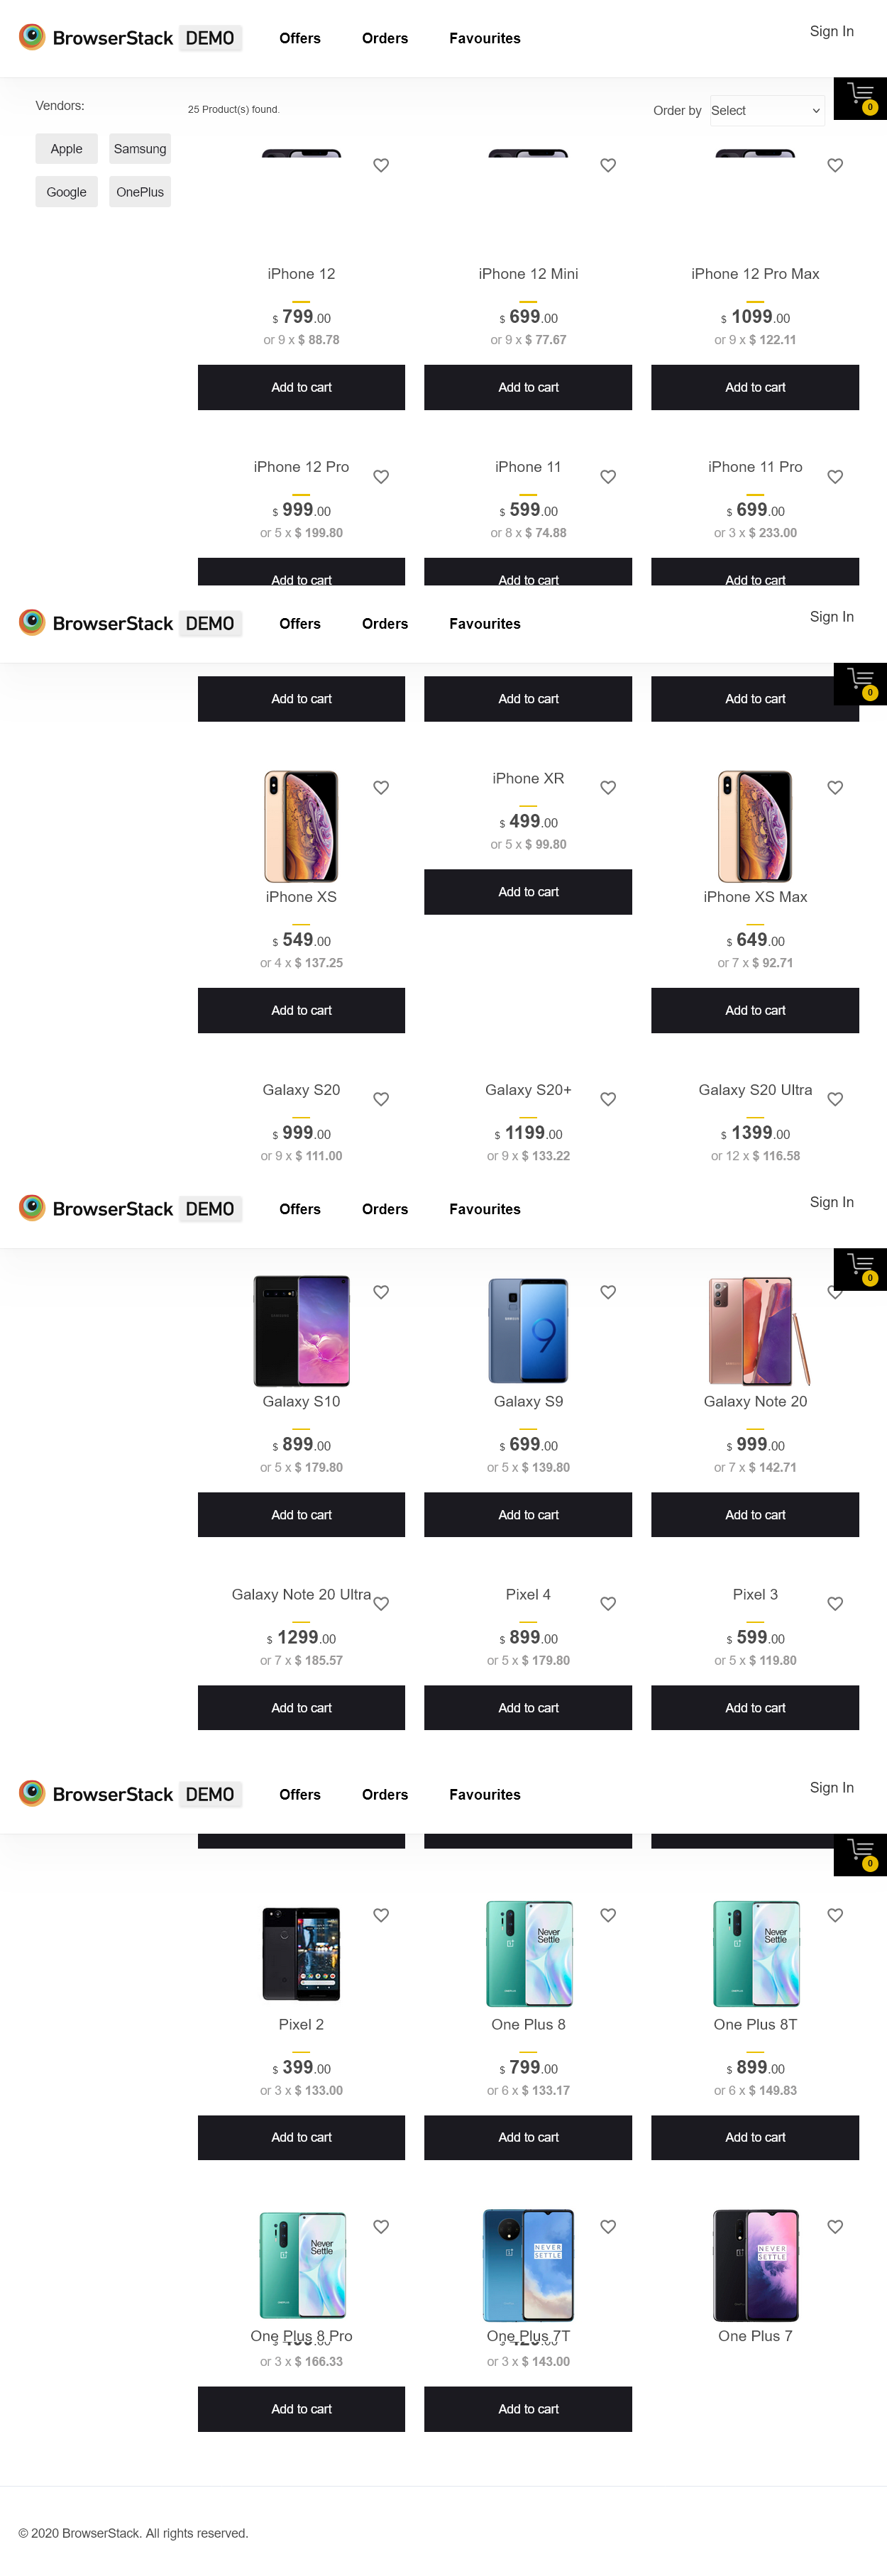 BrowserStack DEMO Offers Orders Favourites Sign In
0
Vendors: 25 Product(s) found. Order by Select
Apple Samsung
Google OnePlus
iPhone 12 iPhone 12 Mini iPhone 12 Pro Max
$ 799.00 $ 699.00 $ 1099.00
or 9 x $ 88.78 or 9 x $ 77.67 or 9 x $ 122.11
Add to cart Add to cart Add to cart
iPhone 12 Pro iPhone 11 iPhone 11 Pro
$ 999.00 $ 599.00 $ 699.00
or 5 x $ 199.80 or 8 x $ 74.88 or 3 x $ 233.00
Add to cart Add to cart Add to cart
BrowserStack DEMO Offers Orders Favourites Sign In
0
Add to cart Add to cart Add to cart
iPhone XR
$ 499.00
or 5 x $ 99.80
Add to cart
iPhone XS iPhone XS Max
$ 549.00 $ 649.00
or 4 x $ 137.25 or 7 x $ 92.71
Add to cart Add to cart
Galaxy S20 Galaxy S20+ Galaxy S20 Ultra
$ 999.00 $ 1199.00 $ 1399.00
or 9 x $ 111.00 or 9 x $ 133.22 or 12 x $ 116.58
BrowserStack DEMO Offers Orders Favourites Sign In
0
Galaxy S10 Galaxy S9 Galaxy Note 20
$ 899.00 $ 699.00 $ 999.00
or 5 x $ 179.80 or 5 x $ 139.80 or 7 x $ 142.71
Add to cart Add to cart Add to cart
Galaxy Note 20 Ultra Pixel 4 Pixel 3
$ 1299.00 $ 899.00 $ 599.00
or 7 x $ 185.57 or 5 x $ 179.80 or 5 x $ 119.80
Add to cart Add to cart Add to cart
BrowserStack DEMO Offers Orders Favourites Sign In
0
Never Settle Never Settle
Pixel 2 One Plus 8 One Plus 8T
$ 399.00 $ 799.00 $ 899.00
or 3 x $ 133.00 or 6 x $ 133.17 or 6 x $ 149.83
Add to cart Add to cart Add to cart
Never Settle NEVER SETTLE NEVER SETTLE
One Plus 8 Pro One Plus 7T One Plus 7
or 3 x $ 166.33 or 3 x $ 143.00
Add to cart Add to cart
© 2020 BrowserStack. All rights reserved.